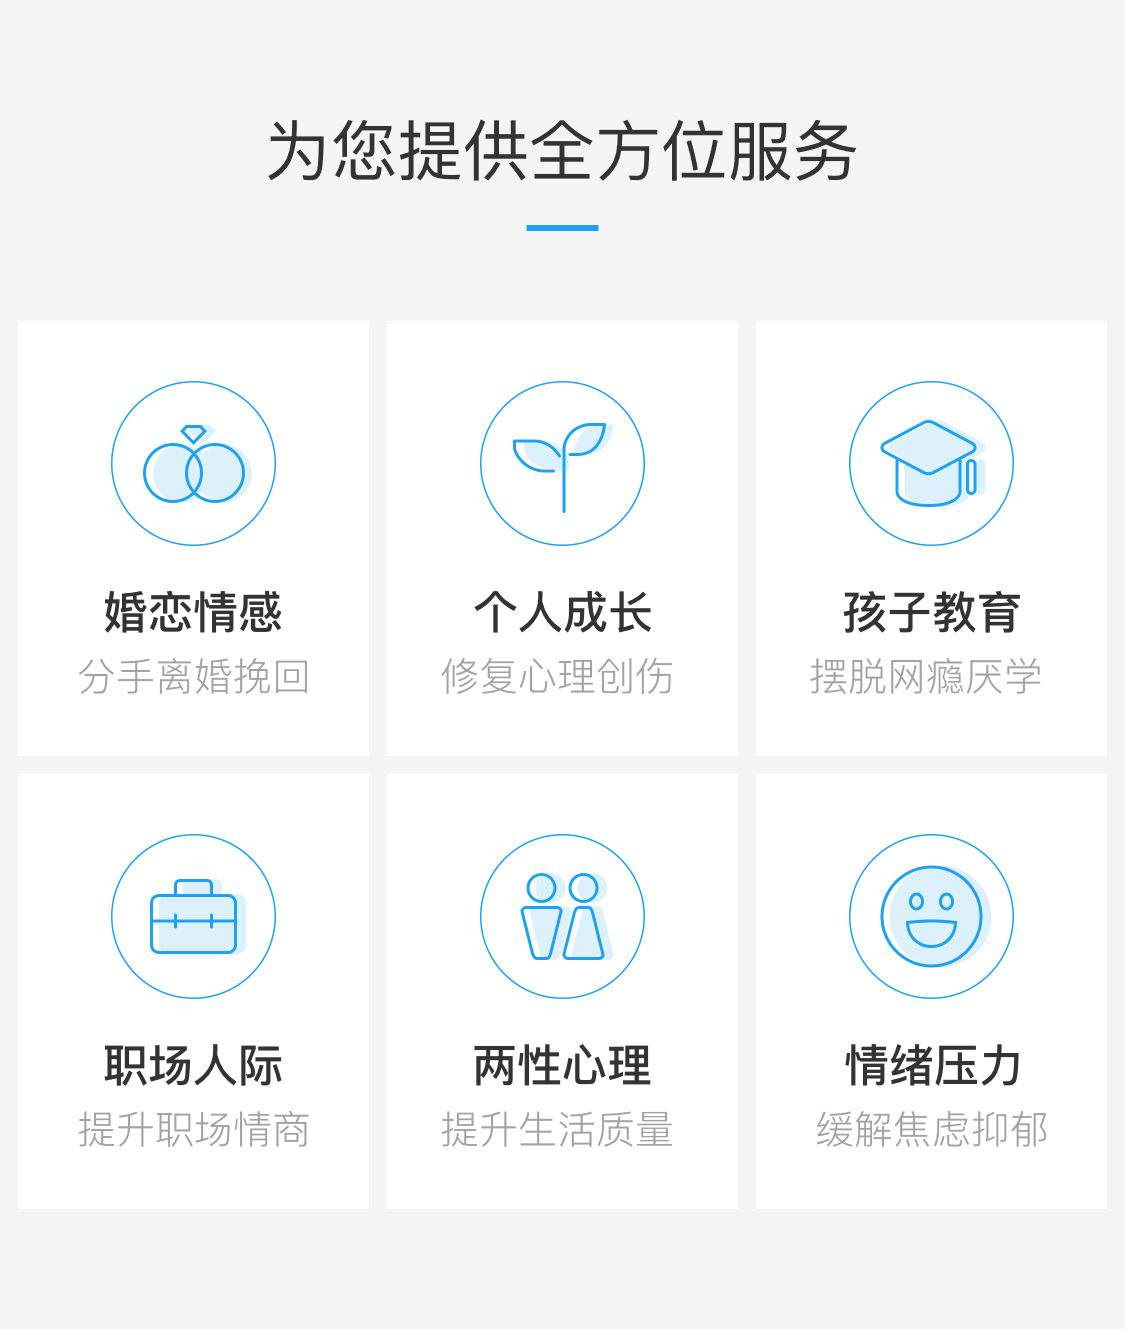 为您提供全方位服务
婚恋情感
分手离婚挽回
个人成长
修复心理创伤
孩子教育
摆脱网瘾厌学
职场人际
提升职场情商
两性心理
提升生活质量
情绪压力
缓解焦虑抑郁